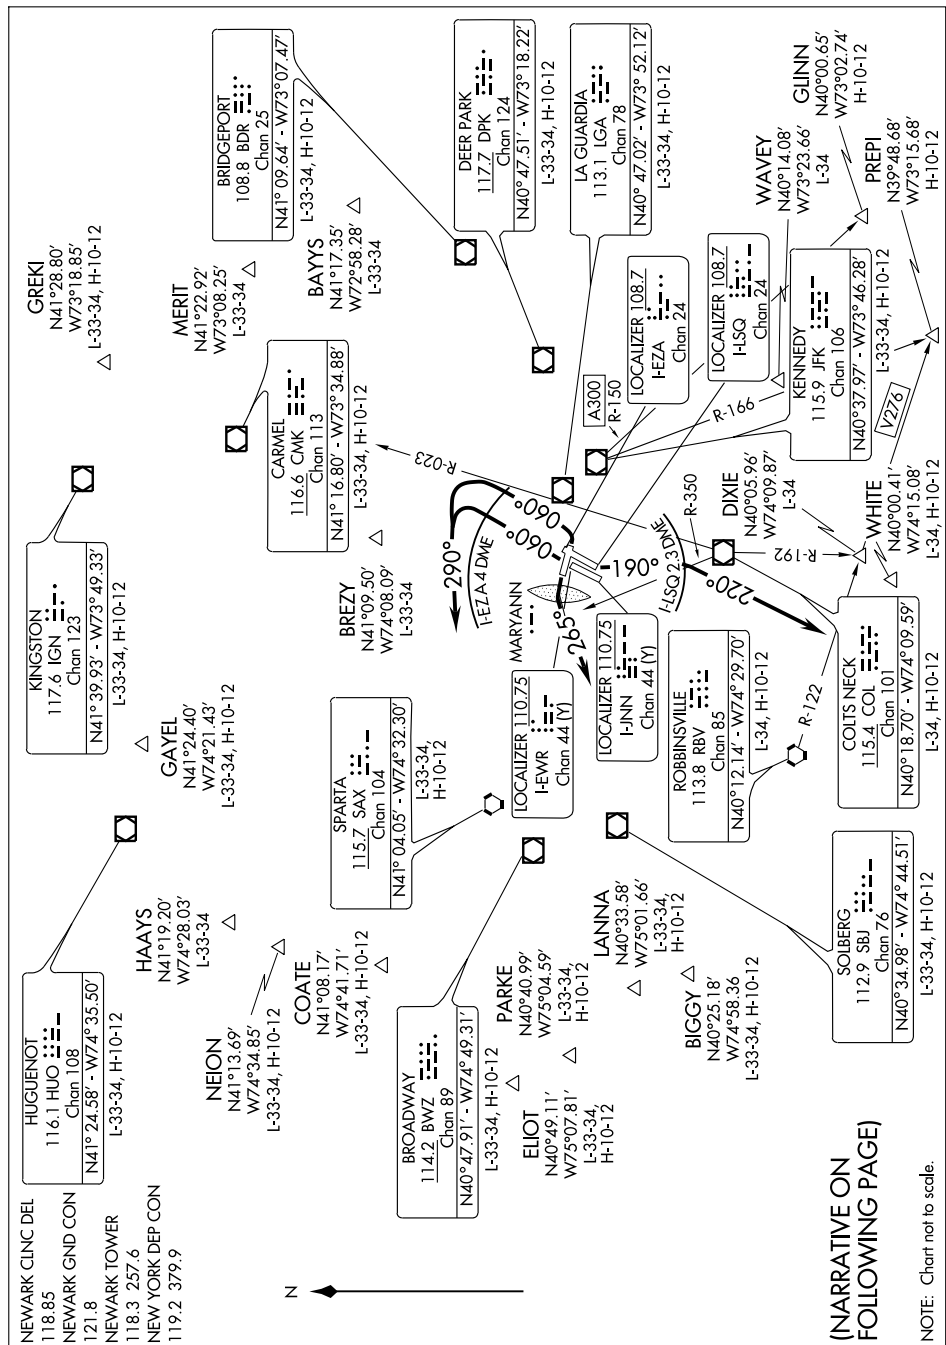 NEWARK CLNC DEL
118.85
NEWARK GND CON
121.8
NEWARK TOWER
118.3 257.6
NEW YORK DEP CON
119.2 379.9
HUGUENOT
116.1 HUO
Chan 108
N41° 24.58' - W74° 35.50'
L-33-34, H-10-12
KINGSTON
117.6 IGN
Chan 123
N41° 39.93' - W73° 49.33'
L-33-34, H-10-12
GREKI
N41°28.80'
W73°18.85'
L-33-34, H-10-12
HAAYS
N41°19.20'
W74°28.03'
L-33-34
GAYEL
N41°24.40'
W74°21.43'
L-33-34, H-10-12
MERIT
N41°22.92'
W73°08.25'
L-33-34
BRIDGEPORT
108.8 BDR
Chan 25
N41° 09.64' - W73° 07.47'
L-33-34, H-10-12
NEION
N41°13.69'
W74°34.85'
L-33-34, H-10-12
CARMEL
116.6 CMK
Chan 113
N41° 16.80' - W73° 34.88'
L-33-34, H-10-12
BAYYS
N41°17.35'
W72°58.28'
L-33-34
COATE
N41°08.17'
W74°41.71'
L-33-34, H-10-12
BREZY
N41°09.50'
W74°08.09'
L-33-34
SPARTA
115.7 SAX
Chan 104
N41° 04.05' - W74° 32.30'
L-33-34,
H-10-12
R-023
BROADWAY
114.2 BWZ
Chan 89
N40°47.91' - W74° 49.31'
L-33-34, H-10-12
290°
I-EZA 4 DME
060°
060°
DEER PARK
117.7 DPK
Chan 124
N40° 47.51' - W73°18.22'
L-33-34, H-10-12
PARKE
N40°40.99'
W75°04.59'
L-33-34,
H-10-12
ELIOT
N40°49.11'
W75°07.81'
L-33-34,
H-10-12
MARYANN
LOCALIZER 110.75
I-EWR
Chan 44 (Y)
295°
LA GUARDIA
113.1 LGA
Chan 78
N40° 47.02' - W73° 52.12'
L-33-34, H-10-12
LANNA
N40°33.58'
W75°01.66'
L-33-34,
H-10-12
LOCALIZER 110.75
I-JNN
Chan 44 (Y)
190°
I-LSQ 2.3 DME
A300
R-150
LOCALIZER 108.7
I-EZA
Chan 24
BIGGY
N40°25.18'
W74°58.36
L-33-34, H-10-12
ROBBINSVILLE
113.8 RBV
Chan 85
N40°12.14' - W74°29.70'
L-34, H-10-12
220°
R-350
R-166
LOCALIZER 108.7
I-LSQ
Chan 24
WAVEY
N40°14.08'
W73°23.66'
L-34
GLINN
N40°00.65'
W73°02.74'
H-10-12
DIXIE
N40°05.96'
W74°09.87'
L-34
R-192
R-122
KENNEDY
115.9 JFK
Chan 106
N40°37.97' - W73°46.28'
L-33-34, H-10-12
PREPI
N39°48.68'
W73°15.68'
H-10-12
V276
WHITE
N40°00.41'
W74°15.08'
L-34, H-10-12
SOLBERG
112.9 SBJ
Chan 76
N40° 34.98' - W74° 44.51'
L-33-34, H-10-12
COLTS NECK
115.4 COL
Chan 101
N40°18.70' - W74°09.59'
L-34, H-10-12
N
(NARRATIVE ON
FOLLOWING PAGE)
NOTE: Chart not to scale.